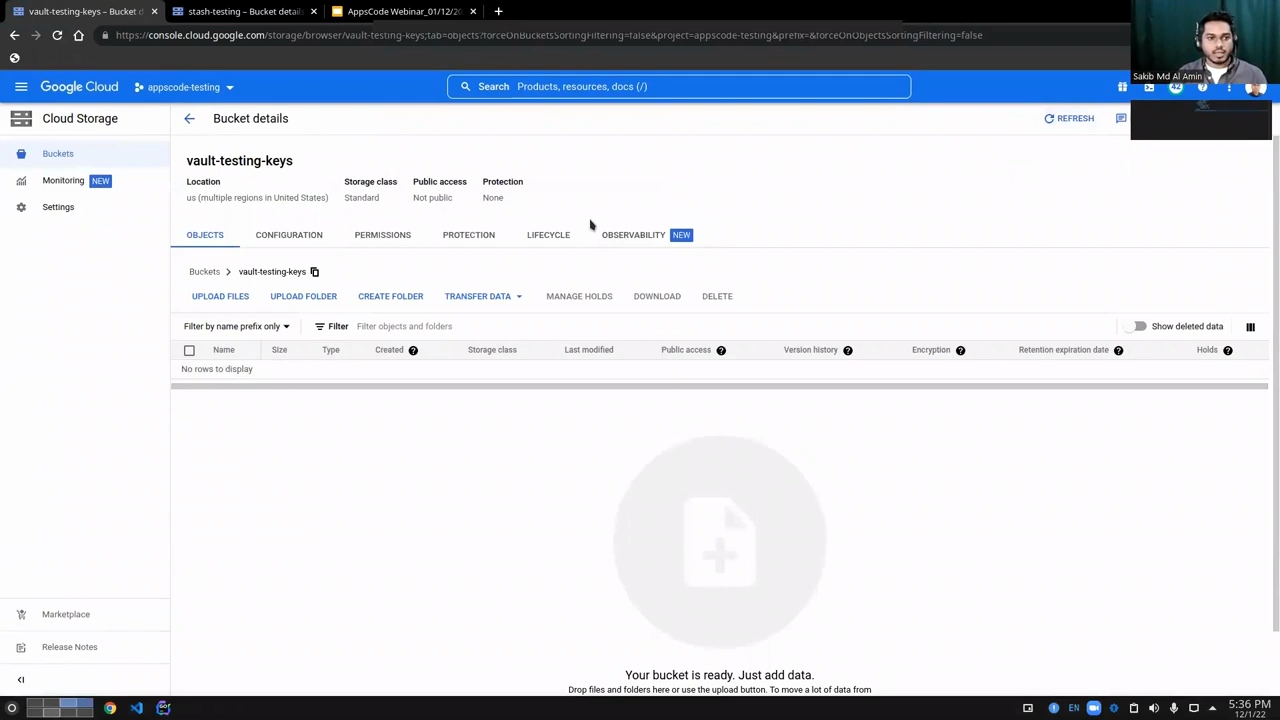 vault-testing-keys – Bucket d
stash-testing – Bucket detail
AppsCode Webinar_01/12/20
https://console.cloud.google.com/storage/browser/vault-testing-keys;tab=objects?forceOnBucketsSortingFiltering=false&project=appscode-testing&prefix=&forceOnObjectsSortingFiltering=false
Sakib Md Al Amin
Google Cloud
appscode-testing
Search Products, resources, docs (/)
42
Cloud Storage
Bucket details
REFRESH
Buckets
Monitoring NEW
Settings
vault-testing-keys
Location Storage class Public access Protection
us (multiple regions in United States) Standard Not public None
OBJECTS CONFIGURATION PERMISSIONS PROTECTION LIFECYCLE OBSERVABILITY NEW
Buckets > vault-testing-keys
UPLOAD FILES UPLOAD FOLDER CREATE FOLDER TRANSFER DATA MANAGE HOLDS DOWNLOAD DELETE
Filter by name prefix only Filter Filter objects and folders Show deleted data
Name Size Type Created Storage class Last modified Public access Version history Encryption Retention expiration date Holds
No rows to display
Your bucket is ready. Just add data.
Drop files and folders here or use the upload button. To move a lot of data from
Marketplace
Release Notes
EN
5:36 PM
12/1/22